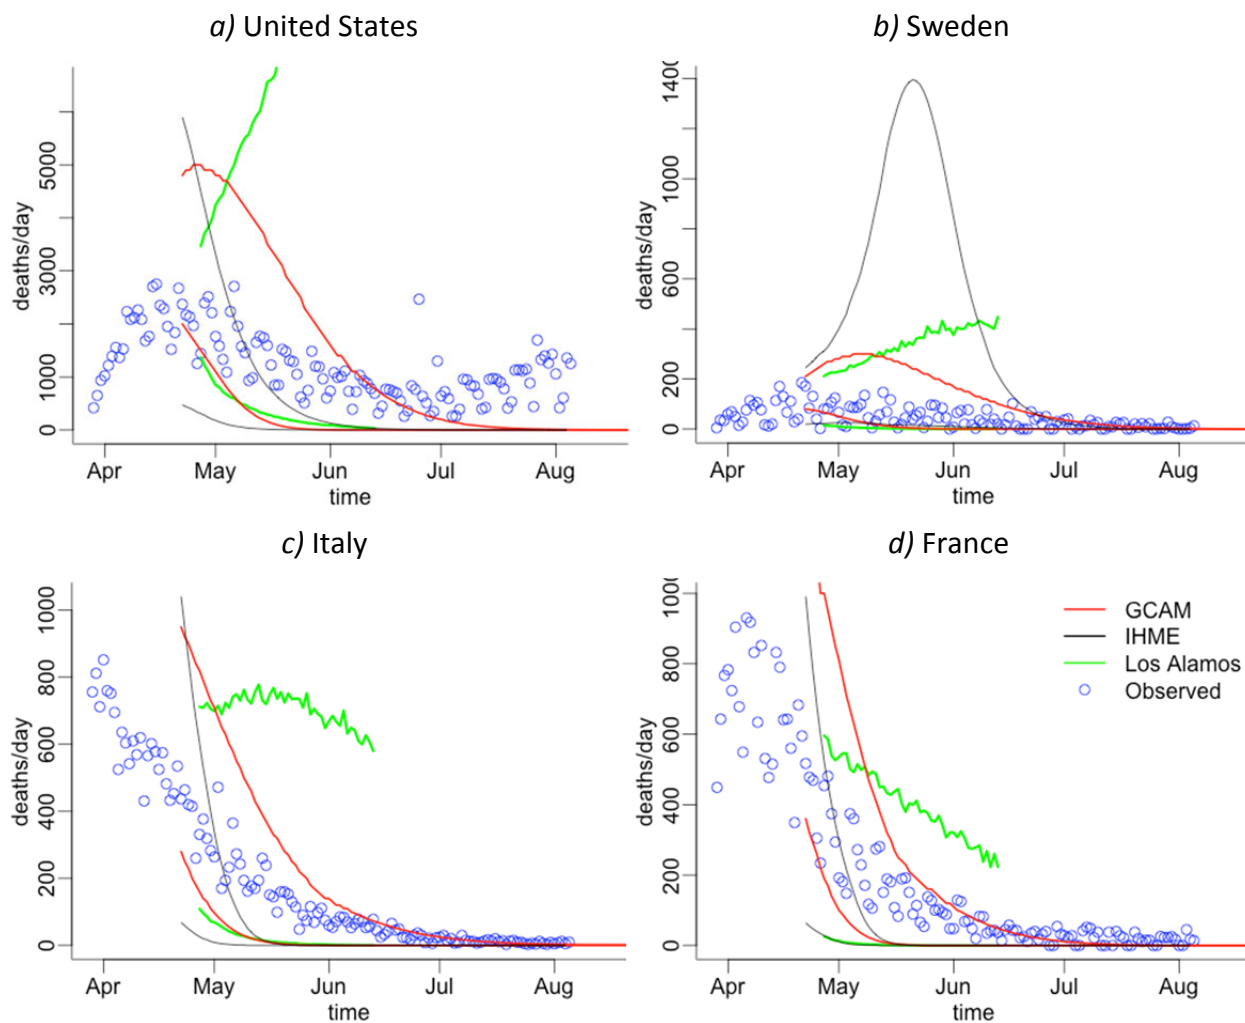 a) United States
b) Sweden
deaths/day
0
1000
3000
5000
Apr
May
Jun
Jul
Aug
time
deaths/day
0
200
600
1000
1400
Apr
May
Jun
Jul
Aug
time
c) Italy
d) France
deaths/day
0
200
400
600
800
1000
Apr
May
Jun
Jul
Aug
time
deaths/day
0
200
400
600
800
1000
Apr
May
Jun
Jul
Aug
time
GCAM
IHME
Los Alamos
Observed